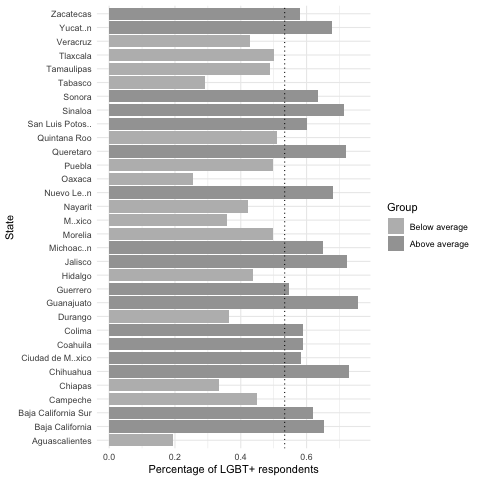 Zacatecas
Yucat..n
Veracruz
Tlaxcala
Tamaulipas
Tabasco
Sonora
Sinaloa
San Luis Potos..
Quintana Roo
Queretaro
Puebla
Oaxaca
Nuevo Le..n
Nayarit
M..xico
Morelia
Michoac..n
Jalisco
Hidalgo
Guerrero
Guanajuato
Durango
Colima
Coahuila
Ciudad de M..xico
Chihuahua
Chiapas
Campeche
Baja California Sur
Baja California
Aguascalientes
State
0.0 0.2 0.4 0.6
Percentage of LGBT+ respondents
Group
Below average
Above average